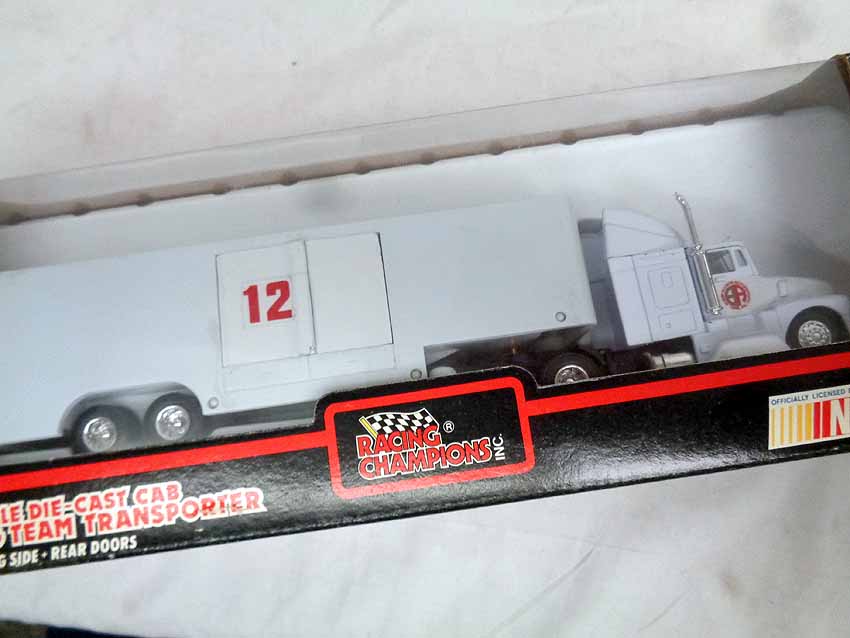 12
RACING ®
CHAMPIONS INC.
OFFICIALLY LICENSED
DIE-CAST CAB
TEAM TRANSPORTER
SIDE • REAR DOORS